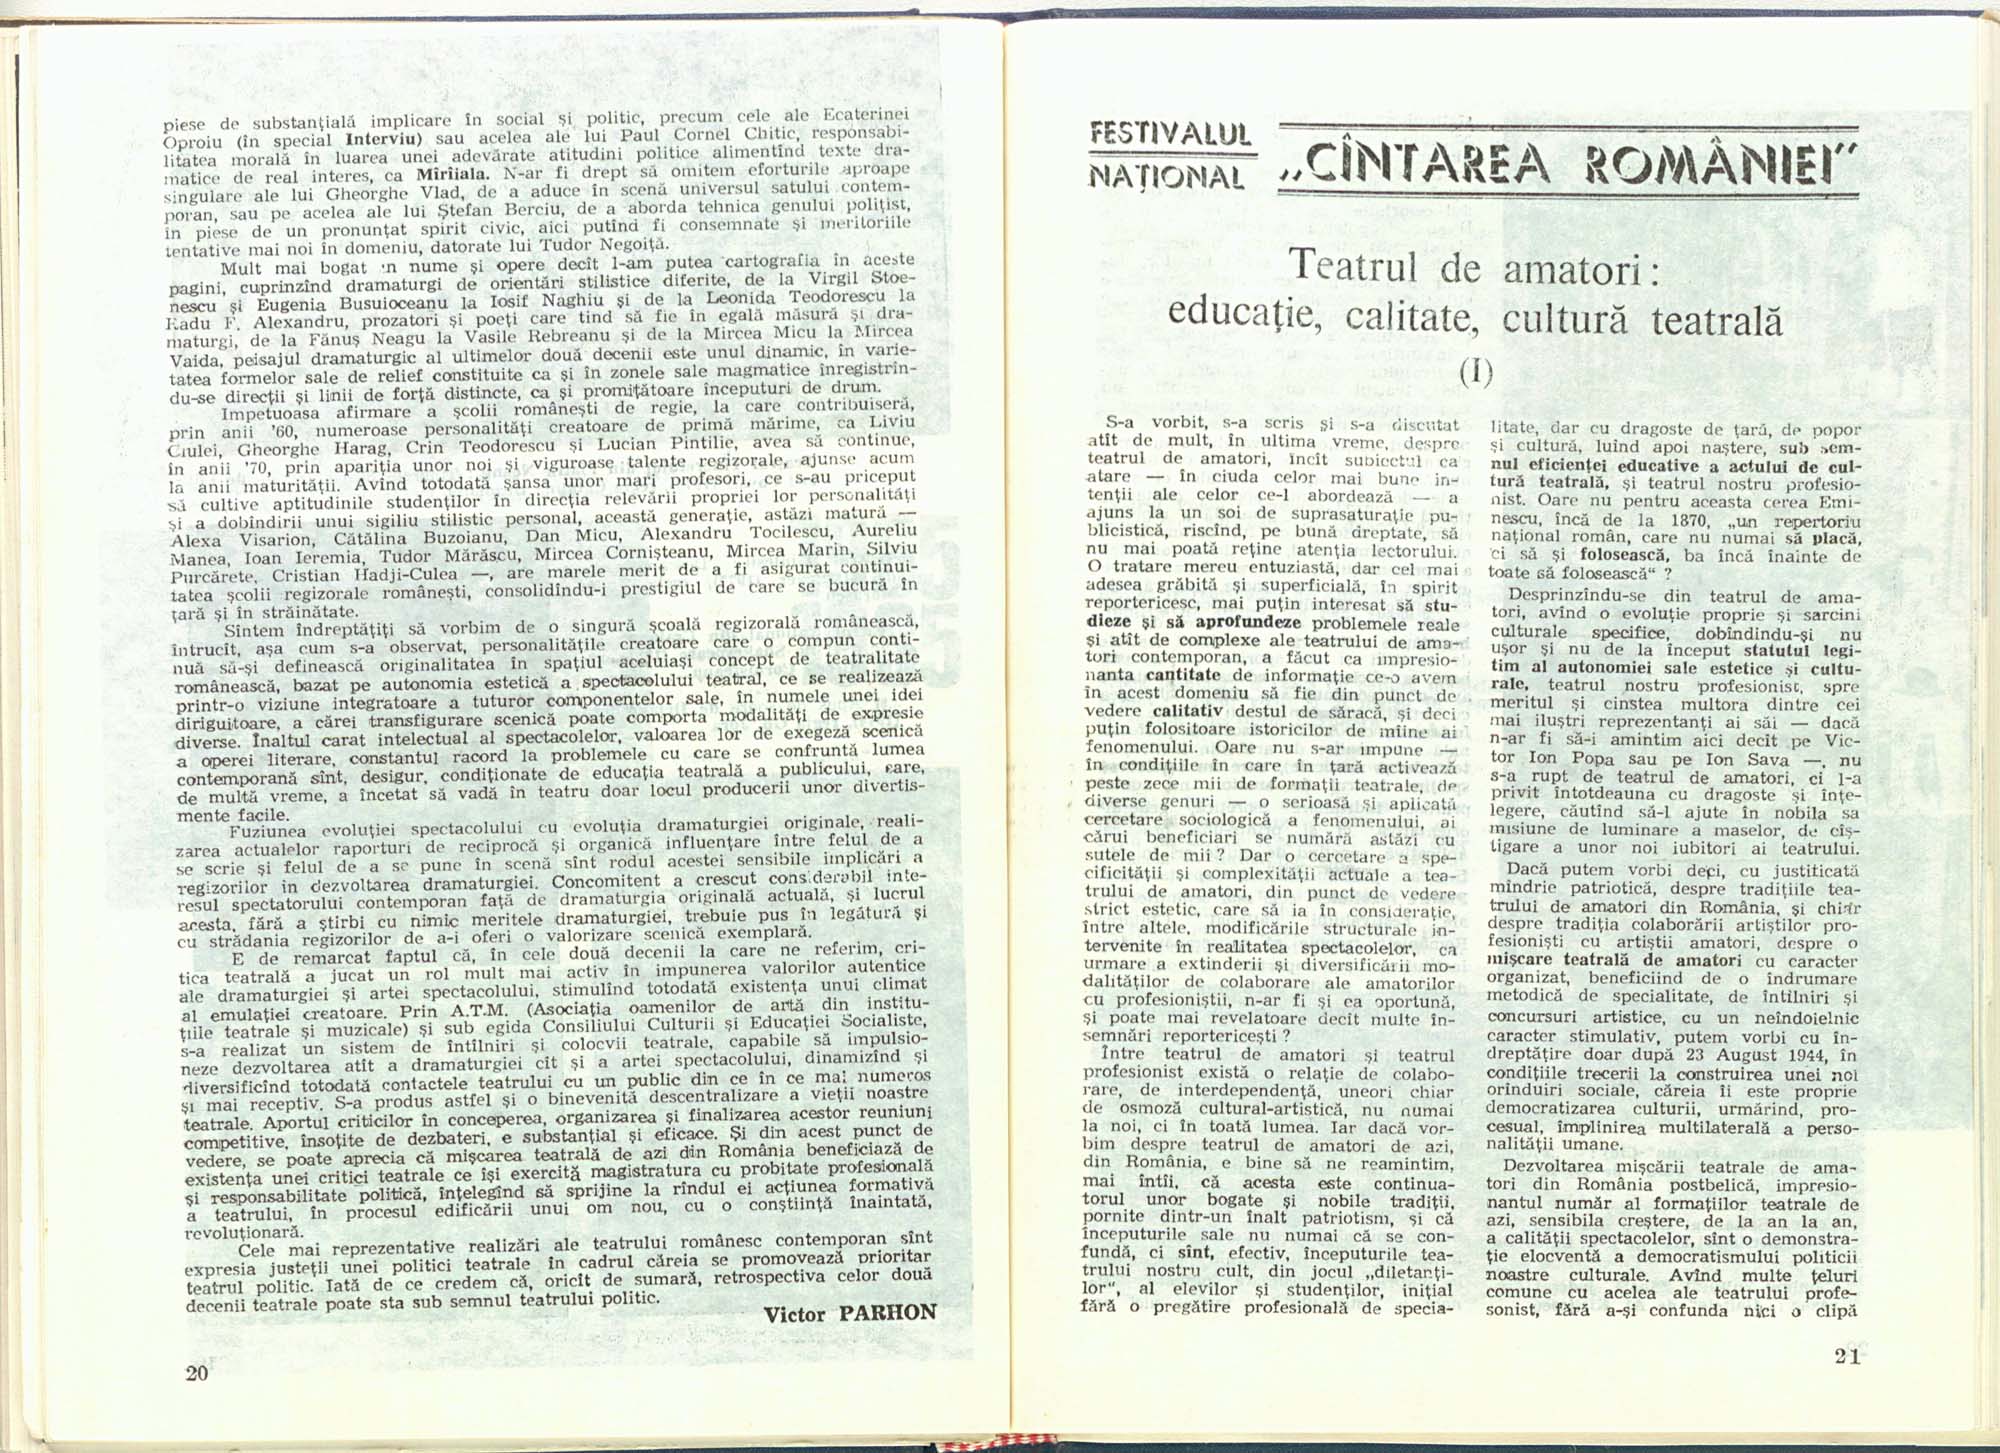 piese de substanțială implicare în social și politic, precum cele ale Ecaterinei
Oproiu (în special Interviu) sau acelea ale lui Paul Cornel Chitic, responsabi-
litatea morală în luarea unei adevărate atitudini politice alimentînd texte dra-
matice de real interes, ca Mîriiala. N-ar fi drept să omitem eforturile aproape
singulare ale lui Gheorghe Vlad, de a aduce în scenă universul satului contem-
poran, sau pe acelea ale lui Ștefan Berciu, de a aborda tehnica genului polițist,
în piese de un pronunțat spirit civic, aici putînd fi consemnate și meritoriile
tentative mai noi în domeniu, datorate lui Tudor Negoiță.
Mult mai bogat în nume și opere decît l-am putea cartografia în aceste
pagini, cuprinzînd dramaturgi de orientări stilistice diferite, de la Virgil Stoe-
nescu și Eugenia Busuioceanu la Iosif Naghiu și de la Leonida Teodorescu la
Radu F. Alexandru, prozatori și poeți care tind să fie în egală măsură și dra-
maturgi, de la Fănuș Neagu la Vasile Rebreanu și de la Mircea Micu la Mircea
Vaida, peisajul dramaturgic al ultimelor două decenii este unul dinamic, în varie-
tatea formelor sale de relief constituite ca și în zonele sale magmatice înregistrîn-
du-se direcții și linii de forță distincte, ca și promițătoare începuturi de drum.
Impetuoasa afirmare a școlii românești de regie, la care contribuiseră,
prin anii '60, numeroase personalități creatoare de primă mărime, ca Liviu
Ciulei, Gheorghe Harag, Crin Teodorescu și Lucian Pintilie, avea să continue,
în anii '70, prin apariția unor noi și viguroase talente regizorale, ajunse acum
la anii maturității. Avînd totodată șansa unor mari profesori, ce s-au priceput
să cultive aptitudinile studenților în direcția relevării propriei lor personalități
și a dobîndirii unui sigiliu stilistic personal, această generație, astăzi matură —
Alexa Visarion, Cătălina Buzoianu, Dan Micu, Alexandru Tocilescu, Aureliu
Manea, Ioan Ieremia, Tudor Mărăscu, Mircea Cornișteanu, Mircea Marin, Silviu
Purcărete, Cristian Hadji-Culea —, are marele merit de a fi asigurat continui-
tatea școlii regizorale românești, consolidîndu-i prestigiul de care se bucură în
țară și în străinătate.
Sîntem îndreptățiți să vorbim de o singură școală regizorală românească,
întrucît, așa cum s-a observat, personalitățile creatoare care o compun conti-
nuă să-și definească originalitatea în spațiul aceluiași concept de teatralitate
românească, bazat pe autonomia estetică a spectacolului teatral, ce se realizează
printr-o viziune integratoare a tuturor componentelor sale, în numele unei idei
diriguitoare, a cărei transfigurare scenică poate comporta modalități de expresie
diverse. Înaltul carat intelectual al spectacolelor, valoarea lor de exegeză scenică
a operei literare, constantul racord la problemele cu care se confruntă lumea
contemporană sînt, desigur, condiționate de educația teatrală a publicului, care,
de multă vreme, a încetat să vadă în teatru doar locul producerii unor divertis-
mente facile.
Fuziunea evoluției spectacolului cu evoluția dramaturgiei originale, reali-
zarea actualelor raporturi de reciprocă și organică influențare între felul de a
se scrie și felul de a se pune în scenă sînt rodul acestei sensibile implicări a
regizorilor în dezvoltarea dramaturgiei. Concomitent a crescut considerabil inte-
resul spectatorului contemporan față de dramaturgia originală actuală, și lucrul
acesta, fără a știrbi cu nimic meritele dramaturgiei, trebuie pus în legătură și
cu strădania regizorilor de a-i oferi o valorizare scenică exemplară.
E de remarcat faptul că, în cele două decenii la care ne referim, cri-
tica teatrală a jucat un rol mult mai activ în impunerea valorilor autentice
ale dramaturgiei și artei spectacolului, stimulînd totodată existența unui climat
al emulației creatoare. Prin A.T.M. (Asociația oamenilor de artă din institu-
țiile teatrale și muzicale) și sub egida Consiliului Culturii și Educației Socialiste,
s-a realizat un sistem de întîlniri și colocvii teatrale, capabile să impulsio-
neze dezvoltarea atît a dramaturgiei cît și a artei spectacolului, dinamizînd și
diversificînd totodată contactele teatrului cu un public din ce în ce mai numeros
și mai receptiv. S-a produs astfel și o binevenită descentralizare a vieții noastre
teatrale. Aportul criticilor în conceperea, organizarea și finalizarea acestor reuniuni
competitive, însoțite de dezbateri, e substanțial și eficace. Și din acest punct de
vedere, se poate aprecia că mișcarea teatrală de azi din România beneficiază de
existența unei critici teatrale ce își exercită magistratura cu probitate profesională
și responsabilitate politică, înțelegînd să sprijine la rîndul ei acțiunea formativă
a teatrului, în procesul edificării unui om nou, cu o conștiință înaintată,
revoluționară.
Cele mai reprezentative realizări ale teatrului românesc contemporan sînt
expresia justeții unei politici teatrale în cadrul căreia se promovează prioritar
teatrul politic. Iată de ce credem că, oricît de sumară, retrospectiva celor două
decenii teatrale poate sta sub semnul teatrului politic.
Victor PARHON
20
FESTIVALUL
NAȚIONAL
„CÎNTAREA ROMÂNIEI”
Teatrul de amatori:
educație, calitate, cultură teatrală
(I)
S-a vorbit, s-a scris și s-a discutat
atît de mult, în ultima vreme, despre
teatrul de amatori, încît subiectul ca
atare — în ciuda celor mai bune in-
tenții ale celor ce-l abordează — a
ajuns la un soi de suprasaturație pu-
blicistică, riscînd, pe bună dreptate, să
nu mai poată reține atenția lectorului.
O tratare mereu entuziastă, dar cel mai
adesea grăbită și superficială, în spirit
reportericesc, mai puțin interesat să stu-
dieze și să aprofundeze problemele reale
și atît de complexe ale teatrului de ama-
tori contemporan, a făcut ca impresio-
nanta cantitate de informație ce-o avem
în acest domeniu să fie din punct de
vedere calitativ destul de săracă, și deci
puțin folositoare istoricilor de mîine ai
fenomenului. Oare nu s-ar impune —
în condițiile în care în țară activează
peste zece mii de formații teatrale, de
diverse genuri — o serioasă și aplicată
cercetare sociologică a fenomenului, ai
cărui beneficiari se numără astăzi cu
sutele de mii? Dar o cercetare a spe-
cificității și complexității actuale a tea-
trului de amatori, din punct de vedere
strict estetic, care să ia în considerație,
între altele, modificările structurale in-
tervenite în realitatea spectacolelor, ca
urmare a extinderii și diversificării mo-
dalităților de colaborare ale amatorilor
cu profesioniștii, n-ar fi și ea oportună,
și poate mai revelatoare decît multe în-
semnări reportericești?
Între teatrul de amatori și teatrul
profesionist există o relație de colabo-
rare, de interdependență, uneori chiar
de osmoză cultural-artistică, nu numai
la noi, ci în toată lumea. Iar dacă vor-
bim despre teatrul de amatori de azi,
din România, e bine să ne reamintim,
mai întîi, că acesta este continua-
torul unor bogate și nobile tradiții,
pornite dintr-un înalt patriotism, și că
începuturile sale nu numai că se con-
fundă, ci sînt, efectiv, începuturile tea-
trului nostru cult, din jocul „diletanți-
lor“, al elevilor și studenților, inițial
fără o pregătire profesională de specia-
litate, dar cu dragoste de țară, de popor
și cultură, luînd apoi naștere, sub sem-
nul eficienței educative a actului de cul-
tură teatrală, și teatrul nostru profesio-
nist. Oare nu pentru aceasta cerea Emi-
nescu, încă de la 1870, „un repertoriu
național român, care nu numai să placă,
ci să și folosească, ba încă înainte de
toate să folosească“ ?
Desprinzîndu-se din teatrul de ama-
tori, avînd o evoluție proprie și sarcini
culturale specifice, dobîndindu-și nu
ușor și nu de la început statutul legi-
tim al autonomiei sale estetice și cultu-
rale, teatrul nostru profesionist, spre
meritul și cinstea multora dintre cei
mai iluștri reprezentanți ai săi — dacă
n-ar fi să-i amintim aici decît pe Vic-
tor Ion Popa sau pe Ion Sava —, nu
s-a rupt de teatrul de amatori, ci l-a
privit întotdeauna cu dragoste și înțe-
legere, căutînd să-l ajute în nobila sa
misiune de luminare a maselor, de cîș-
tigare a unor noi iubitori ai teatrului.
Dacă putem vorbi deci, cu justificată
mîndrie patriotică, despre tradițiile tea-
trului de amatori din România, și chiar
despre tradiția colaborării artiștilor pro-
fesioniști cu artiștii amatori, despre o
mișcare teatrală de amatori cu caracter
organizat, beneficiind de o îndrumare
metodică de specialitate, de întîlniri și
concursuri artistice, cu un neîndoielnic
caracter stimulativ, putem vorbi cu în-
dreptățire doar după 23 August 1944, în
condițiile trecerii la construirea unei noi
orînduiri sociale, căreia îi este proprie
democratizarea culturii, urmărind, pro-
cesual, împlinirea multilaterală a perso-
nalității umane.
Dezvoltarea mișcării teatrale de ama-
tori din România postbelică, impresio-
nantul număr al formațiilor teatrale de
azi, sensibila creștere, de la an la an,
a calității spectacolelor, sînt o demonstra-
ție elocventă a democratismului politicii
noastre culturale. Avînd multe țeluri
comune cu acelea ale teatrului profe-
sionist, fără a-și confunda nici o clipă
21